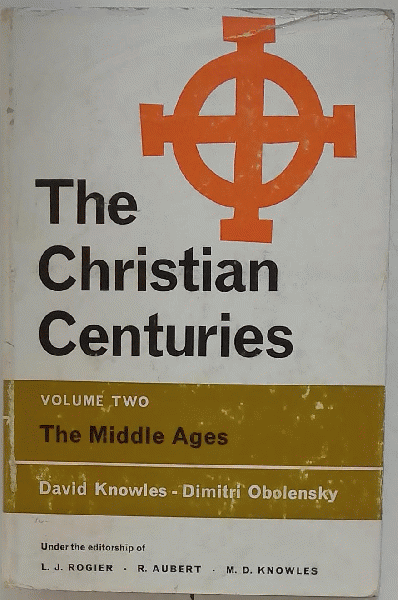 The
Christian
Centuries
VOLUME TWO
The Middle Ages
David Knowles - Dimitri Obolensky
Under the editorship of
L. J. ROGIER · R. AUBERT · M. D. KNOWLES